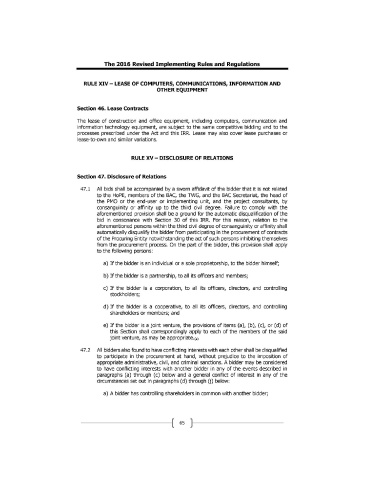 The 2016 Revised Implementing Rules and Regulations
RULE XIV – LEASE OF COMPUTERS, COMMUNICATIONS, INFORMATION AND
OTHER EQUIPMENT
Section 46. Lease Contracts
The lease of construction and office equipment, including computers, communication and
information technology equipment, are subject to the same competitive bidding and to the
processes prescribed under the Act and this IRR. Lease may also cover lease purchases or
lease-to-own and similar variations.
RULE XV – DISCLOSURE OF RELATIONS
Section 47. Disclosure of Relations
47.1 All bids shall be accompanied by a sworn affidavit of the bidder that it is not related
to the HoPE, members of the BAC, the TWG, and the BAC Secretariat, the head of
the PMO or the end-user or implementing unit, and the project consultants, by
consanguinity or affinity up to the third civil degree. Failure to comply with the
aforementioned provision shall be a ground for the automatic disqualification of the
bid in consonance with Section 30 of this IRR. For this reason, relation to the
aforementioned persons within the third civil degree of consanguinity or affinity shall
automatically disqualify the bidder from participating in the procurement of contracts
of the Procuring Entity notwithstanding the act of such persons inhibiting themselves
from the procurement process. On the part of the bidder, this provision shall apply
to the following persons:
a) If the bidder is an individual or a sole proprietorship, to the bidder himself;
b) If the bidder is a partnership, to all its officers and members;
c) If the bidder is a corporation, to all its officers, directors, and controlling
stockholders;
d) If the bidder is a cooperative, to all its officers, directors, and controlling
shareholders or members; and
e) If the bidder is a joint venture, the provisions of items (a), (b), (c), or (d) of
this Section shall correspondingly apply to each of the members of the said
joint venture, as may be appropriate.
47.2 All bidders also found to have conflicting interests with each other shall be disqualified
to participate in the procurement at hand, without prejudice to the imposition of
appropriate administrative, civil, and criminal sanctions. A bidder may be considered
to have conflicting interests with another bidder in any of the events described in
paragraphs (a) through (c) below and a general conflict of interest in any of the
circumstances set out in paragraphs (d) through (j) below:
a) A bidder has controlling shareholders in common with another bidder;
85